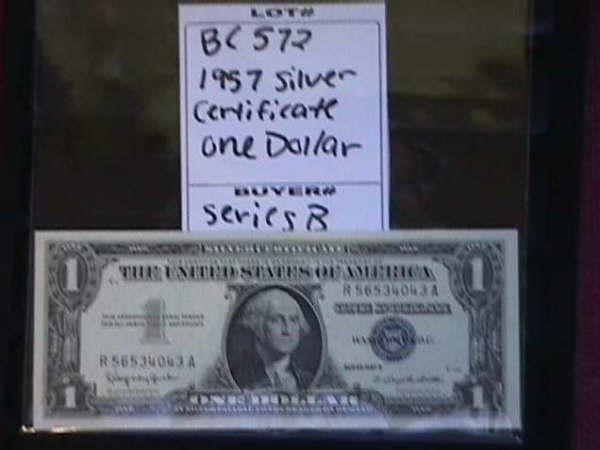 LOT#
BC 572
1957 Silver
Certificate
one Dollar
BUYER#
Series B
SILVER CERTIFICATE
THE UNITED STATES OF AMERICA
1 1
R 56534043 A
1
R 56534043 A
1 1
ONE DOLLAR